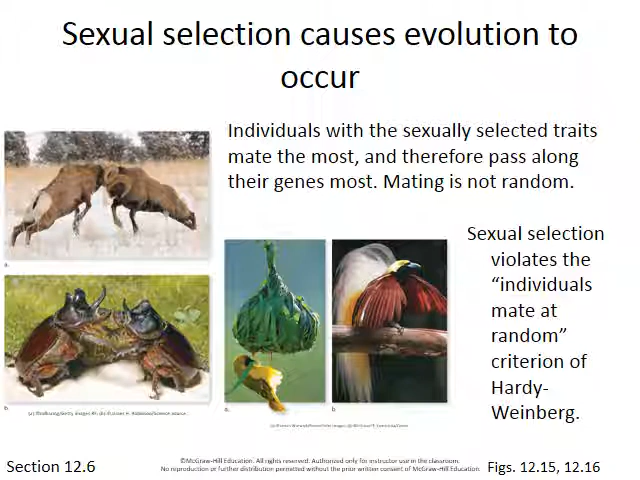 Sexual selection causes evolution to
occur
Individuals with the sexually selected traits
mate the most, and therefore pass along
their genes most. Mating is not random.
a.
Sexual selection
violates the
“individuals
mate at
random”
criterion of
Hardy-
Weinberg.
b.
a.
b
Section 12.6
©McGraw-Hill Education. All rights reserved. Authorized only for instructor use in the classroom.
No reproduction or further distribution permitted without the prior written consent of McGraw-Hill Education.
Figs. 12.15, 12.16